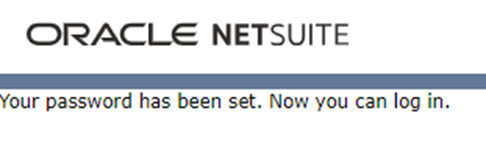 ORACLE NETSUITE
Your password has been set. Now you can log in.